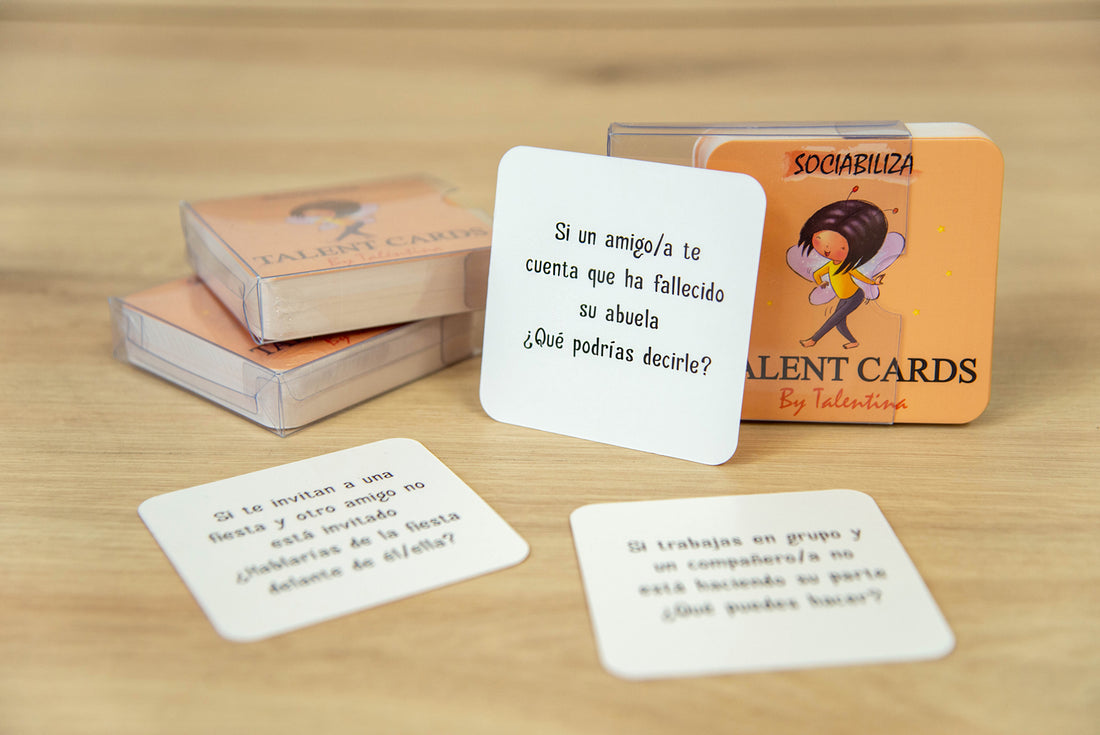 SOCIABILIZA
ALENT CARDS
By Talentina
TALENT CARDS
By Talentina
Si un amigo/a te
cuenta que ha fallecido
su abuela
¿Qué podrías decirle?
Si te invitan a una
fiesta y otro amigo no
está invitado
¿Hablarías de la fiesta
delante de él/ella?
Si trabajas en grupo y
un compañero/a no
está haciendo su parte
¿Qué puedes hacer?